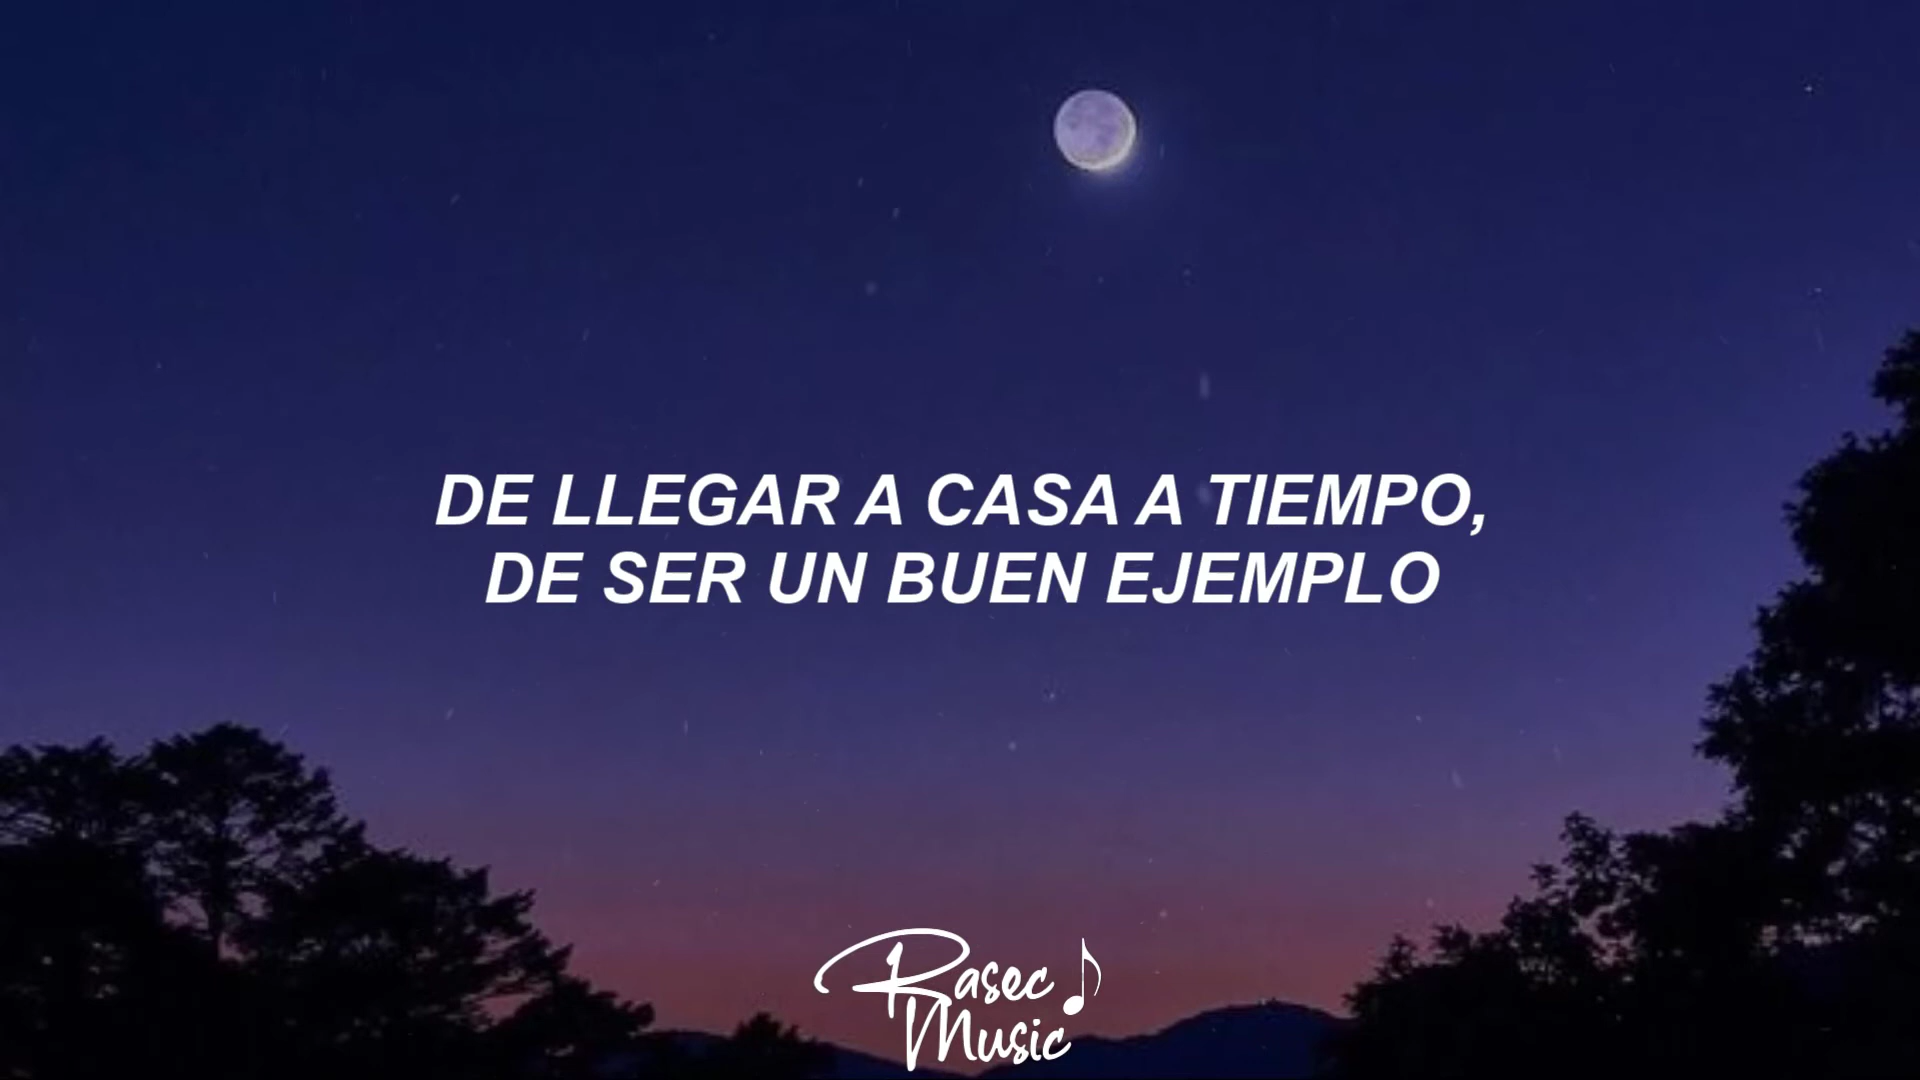 DE LLEGAR A CASA A TIEMPO,
DE SER UN BUEN EJEMPLO
Rasec
Music